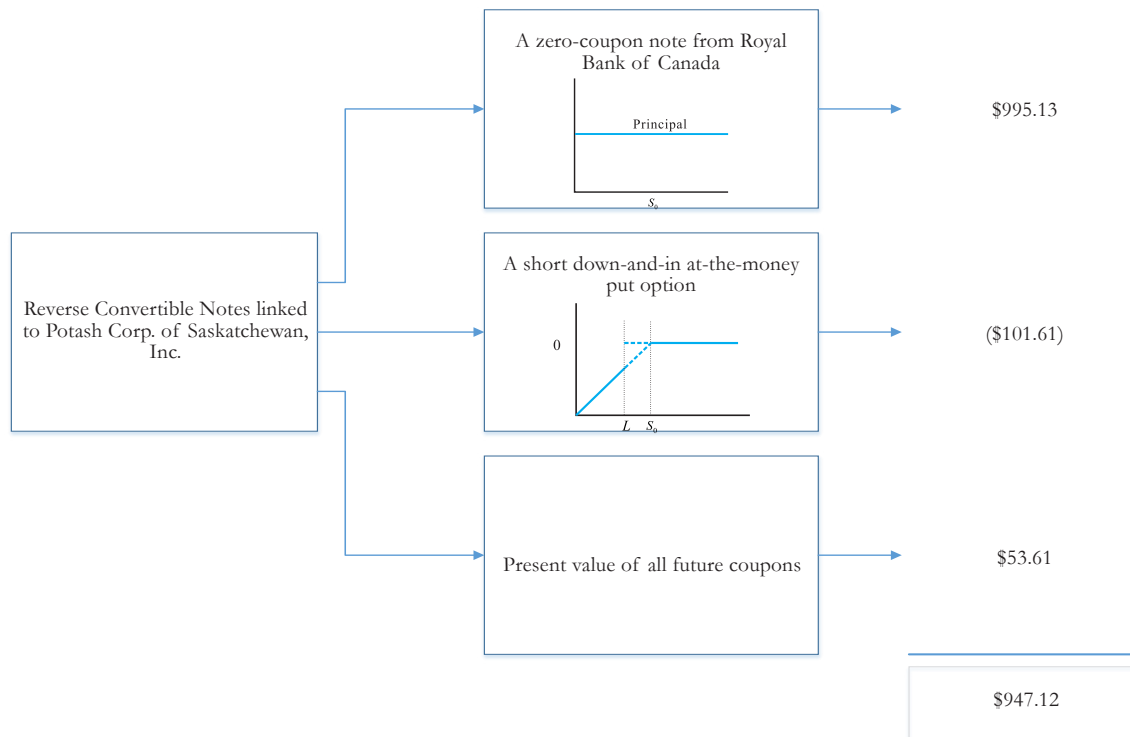 A zero-coupon note from Royal
Bank of Canada
Principal
S₀
$995.13
Reverse Convertible Notes linked
to Potash Corp. of Saskatchewan,
Inc.
A short down-and-in at-the-money
put option
0
L S₀
($101.61)
Present value of all future coupons
$53.61
$947.12